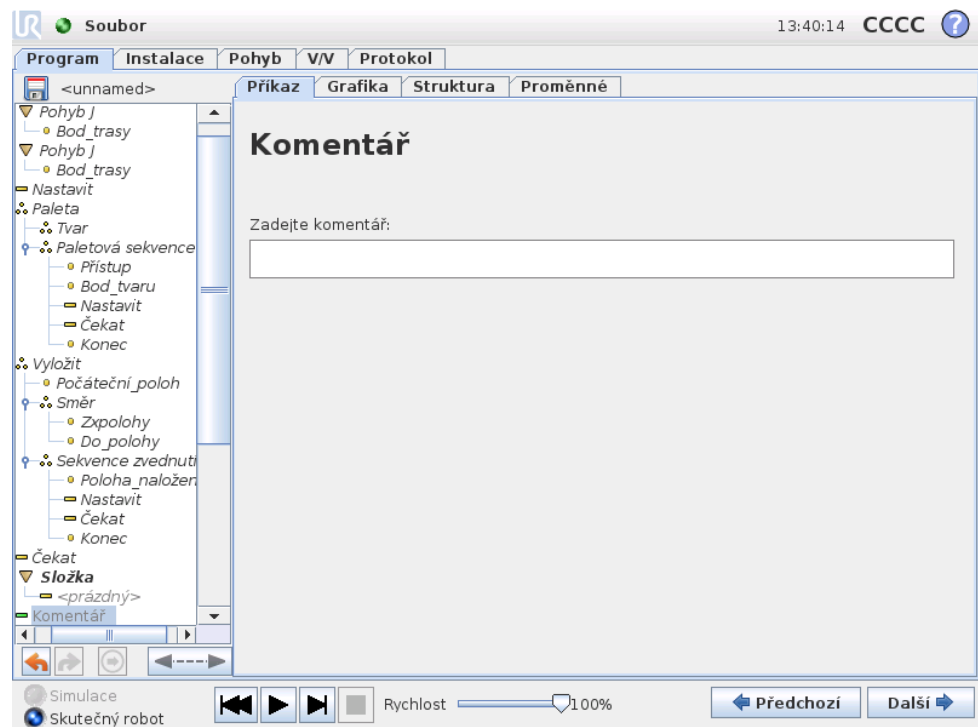 Soubor 13:40:14 CCCC ?
Program Instalace Pohyb V/V Protokol
<unnamed> Příkaz Grafika Struktura Proměnné
Pohyb J
Bod_trasy
Pohyb J
Bod_trasy
Nastavit
Paleta
Tvar
Paletová sekvence
Přístup
Bod_tvaru
Nastavit
Čekat
Konec
Vyložit
Počáteční_poloh
Směr
Zxpolohy
Do_polohy
Sekvence zvednutí
Poloha_naložen
Nastavit
Čekat
Konec
Čekat
Složka
<prázdný>
Komentář
Komentář
Zadejte komentář:
Simulace
Skutečný robot
Rychlost 100%
Předchozí Další